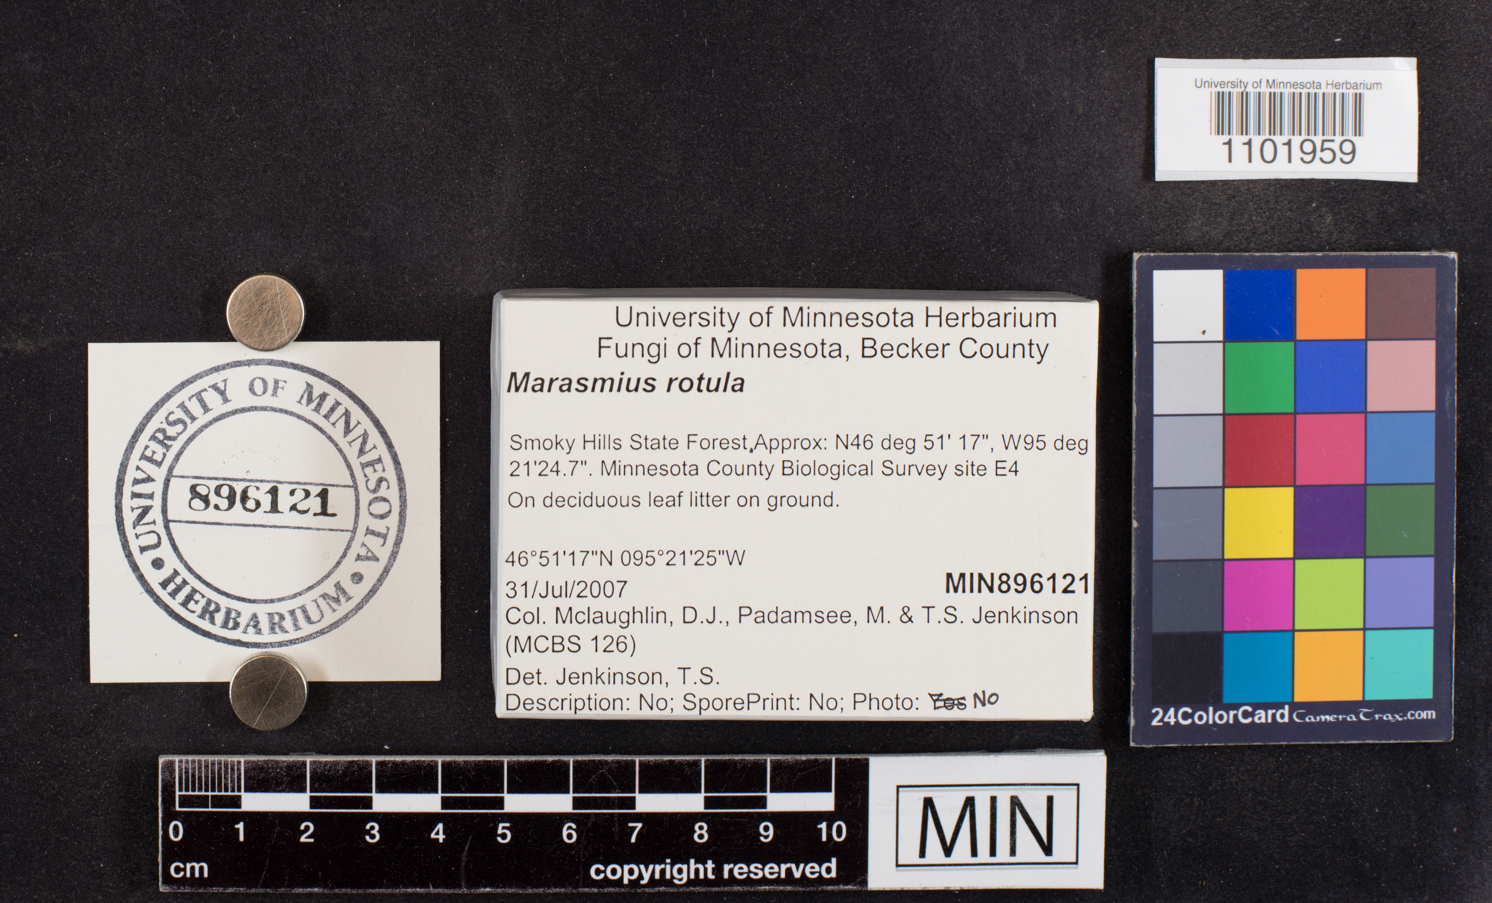 University of Minnesota Herbarium
1101959
UNIVERSITY OF MINNESOTA
• HERBARIUM •
896121
University of Minnesota Herbarium
Fungi of Minnesota, Becker County
Marasmius rotula
Smoky Hills State Forest,Approx: N46 deg 51' 17", W95 deg
21'24.7". Minnesota County Biological Survey site E4
On deciduous leaf litter on ground.
46°51'17"N 095°21'25"W
31/Jul/2007
MIN896121
Col. Mclaughlin, D.J., Padamsee, M. & T.S. Jenkinson
(MCBS 126)
Det. Jenkinson, T.S.
Description: No; SporePrint: No; Photo: Yes NO
24ColorCard CameraTrax.com
0 1 2 3 4 5 6 7 8 9 10
cm
copyright reserved
MIN